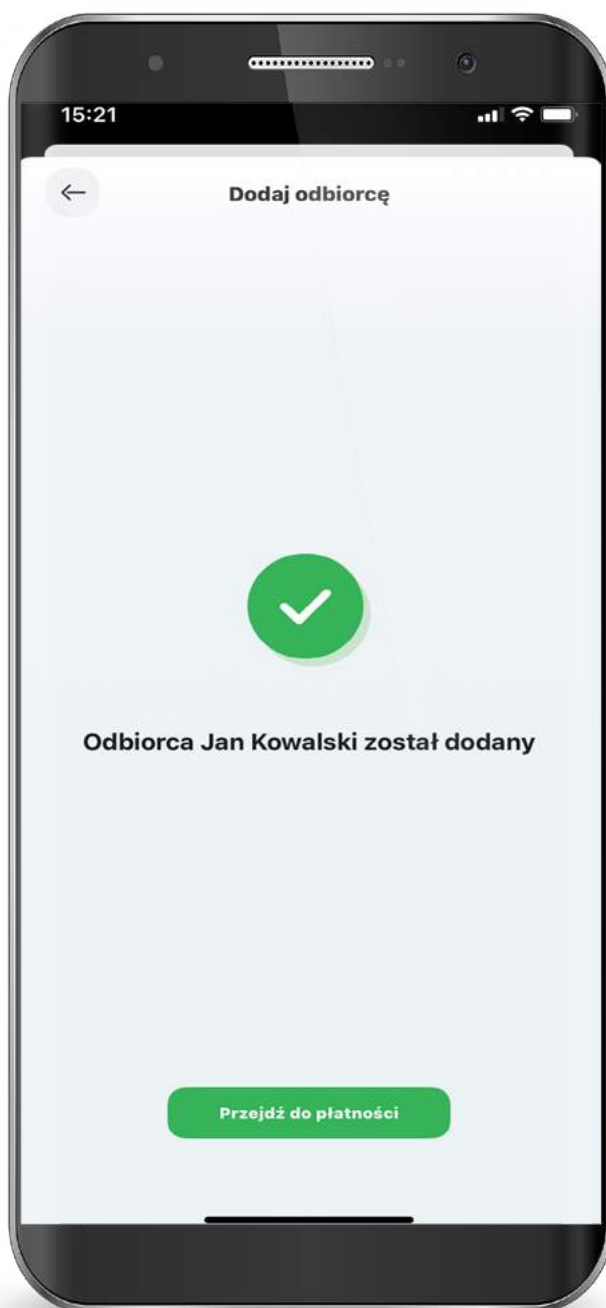 15:21
Dodaj odbiorcę
Odbiorca Jan Kowalski został dodany
Przejdź do płatności